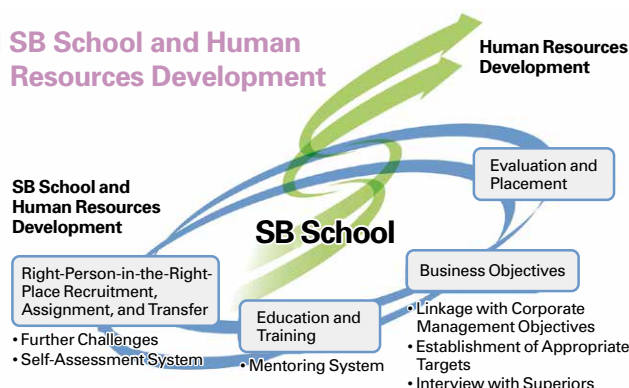 SB School and Human
Resources Development
Human Resources
Development
Evaluation and
Placement
SB School and
Human Resources
Development
SB School
Right-Person-in-the-Right-
Place Recruitment,
Assignment, and Transfer
• Further Challenges
• Self-Assessment System
Education and
Training
• Mentoring System
Business Objectives
• Linkage with Corporate
Management Objectives
• Establishment of Appropriate
Targets
• Interview with Superiors